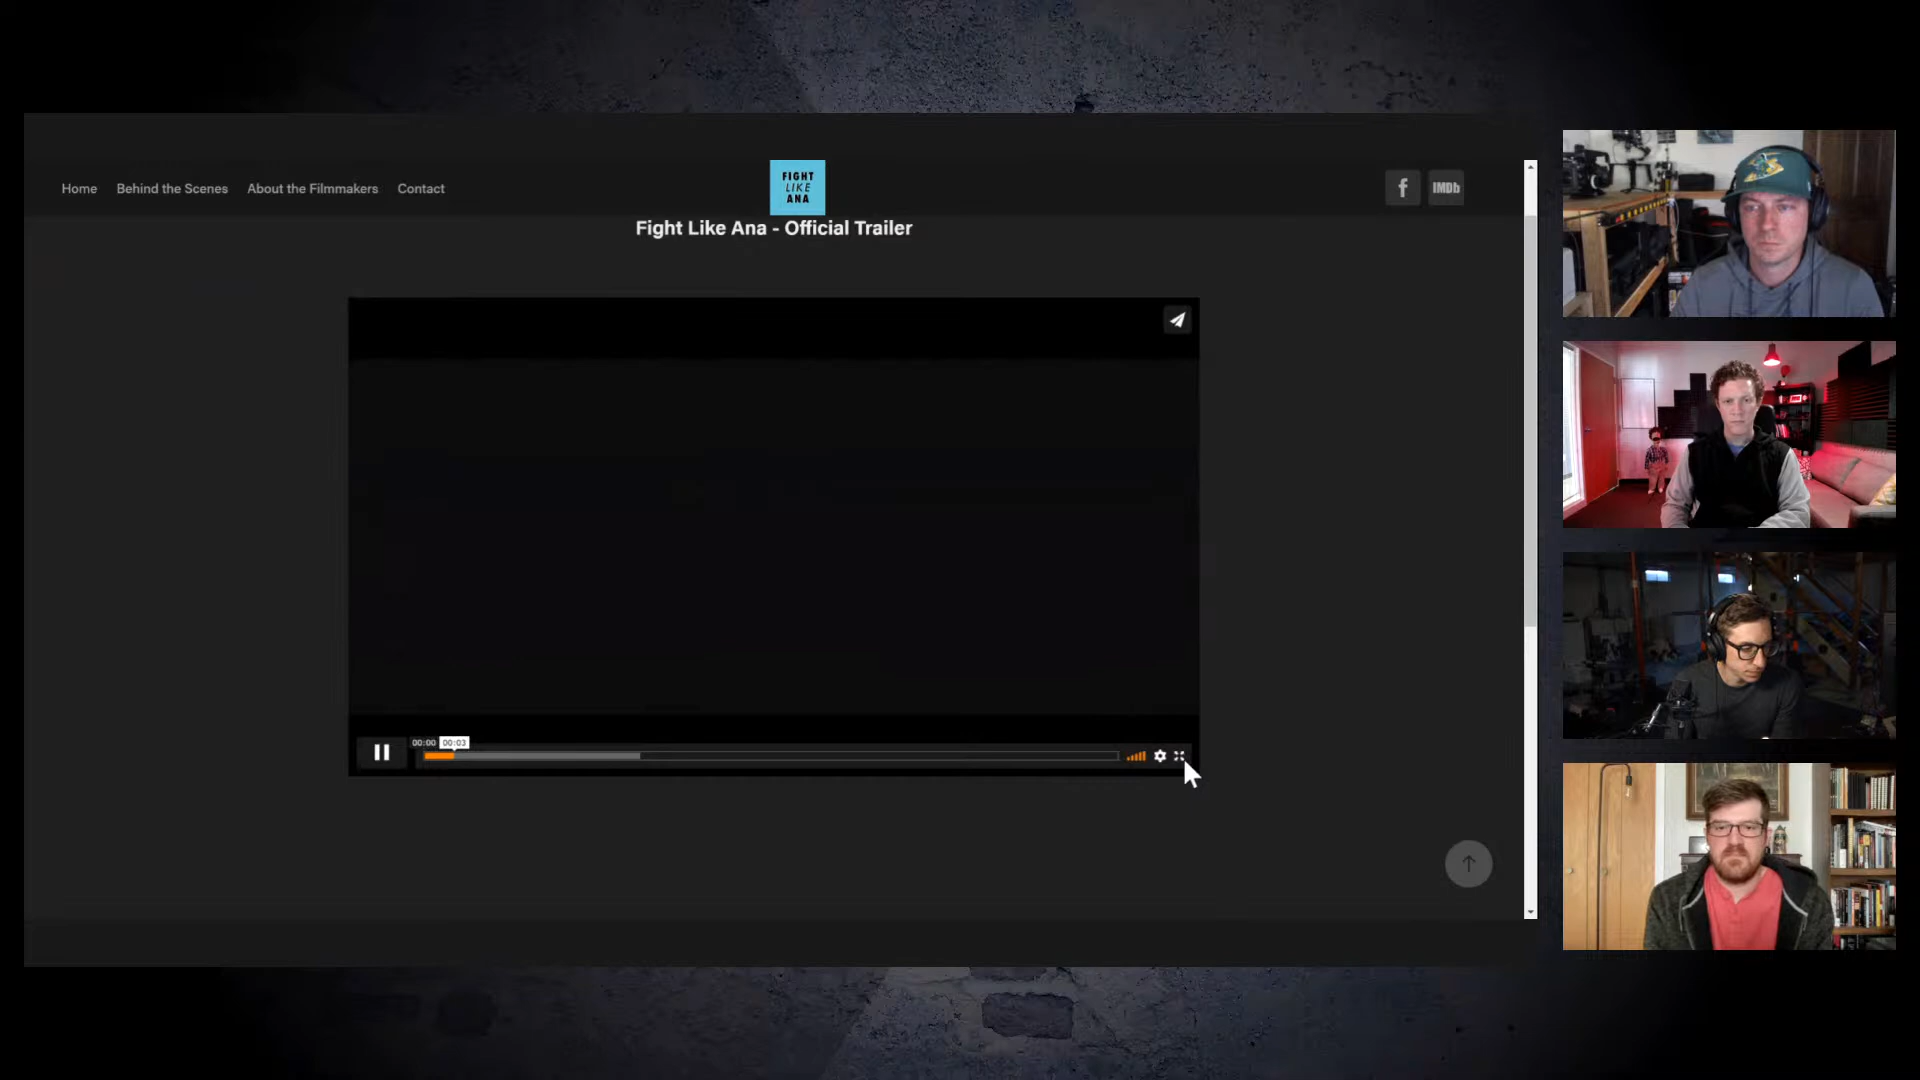 Home Behind the Scenes About the Filmmakers Contact
FIGHT
LIKE
ANA
IMDb
Fight Like Ana - Official Trailer
00:00 00:03